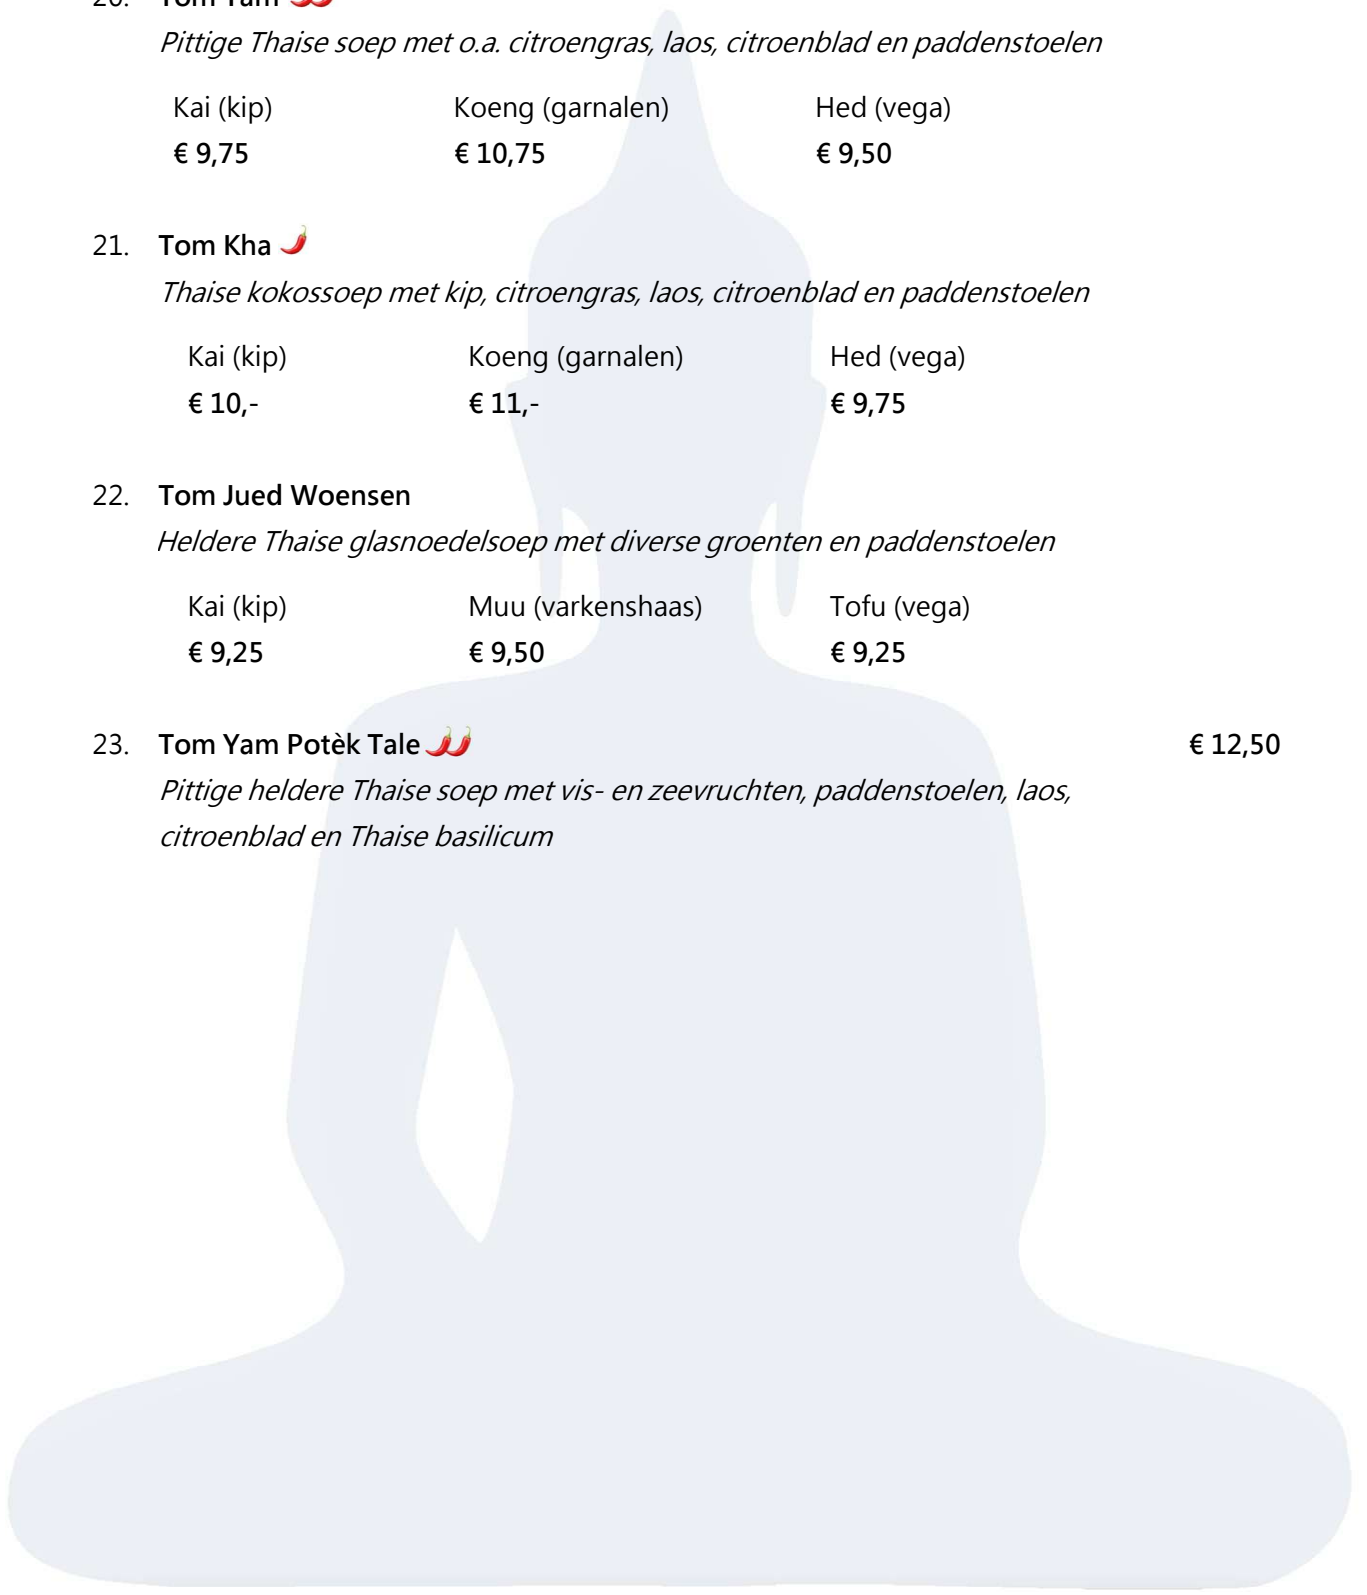 20. Tom Yam 🌶🌶
Pittige Thaise soep met o.a. citroengras, laos, citroenblad en paddenstoelen
Kai (kip) Koeng (garnalen) Hed (vega)
€ 9,75 € 10,75 € 9,50
21. Tom Kha 🌶
Thaise kokossoep met kip, citroengras, laos, citroenblad en paddenstoelen
Kai (kip) Koeng (garnalen) Hed (vega)
€ 10,- € 11,- € 9,75
22. Tom Jued Woensen
Heldere Thaise glasnoedelsoep met diverse groenten en paddenstoelen
Kai (kip) Muu (varkenshaas) Tofu (vega)
€ 9,25 € 9,50 € 9,25
23. Tom Yam Potèk Tale 🌶🌶 € 12,50
Pittige heldere Thaise soep met vis- en zeevruchten, paddenstoelen, laos,
citroenblad en Thaise basilicum